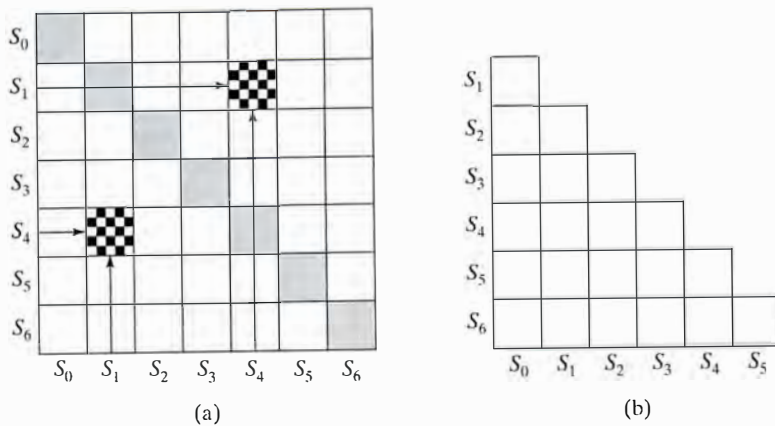 S₀
S₁
S₂
S₃
S₄
S₅
S₆
S₀ S₁ S₂ S₃ S₄ S₅ S₆
(a)
S₁
S₂
S₃
S₄
S₅
S₆
S₀ S₁ S₂ S₃ S₄ S₅
(b)